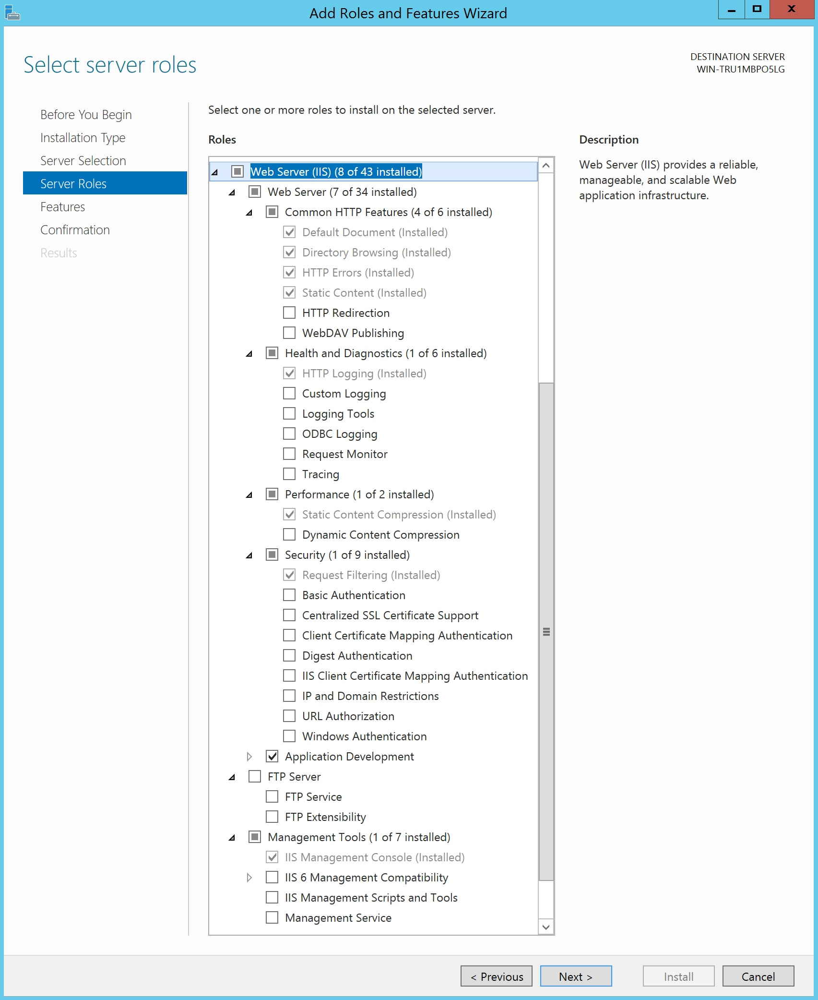 Add Roles and Features Wizard
Select server roles
DESTINATION SERVER
WIN-TRU1MBPO5LG
Before You Begin
Installation Type
Server Selection
Server Roles
Features
Confirmation
Results
Select one or more roles to install on the selected server.
Roles
Web Server (IIS) (8 of 43 installed)
Web Server (7 of 34 installed)
Common HTTP Features (4 of 6 installed)
Default Document (Installed)
Directory Browsing (Installed)
HTTP Errors (Installed)
Static Content (Installed)
HTTP Redirection
WebDAV Publishing
Health and Diagnostics (1 of 6 installed)
HTTP Logging (Installed)
Custom Logging
Logging Tools
ODBC Logging
Request Monitor
Tracing
Performance (1 of 2 installed)
Static Content Compression (Installed)
Dynamic Content Compression
Security (1 of 9 installed)
Request Filtering (Installed)
Basic Authentication
Centralized SSL Certificate Support
Client Certificate Mapping Authentication
Digest Authentication
IIS Client Certificate Mapping Authentication
IP and Domain Restrictions
URL Authorization
Windows Authentication
Application Development
FTP Server
FTP Service
FTP Extensibility
Management Tools (1 of 7 installed)
IIS Management Console (Installed)
IIS 6 Management Compatibility
IIS Management Scripts and Tools
Management Service
Description
Web Server (IIS) provides a reliable,
manageable, and scalable Web
application infrastructure.
< Previous
Next >
Install
Cancel